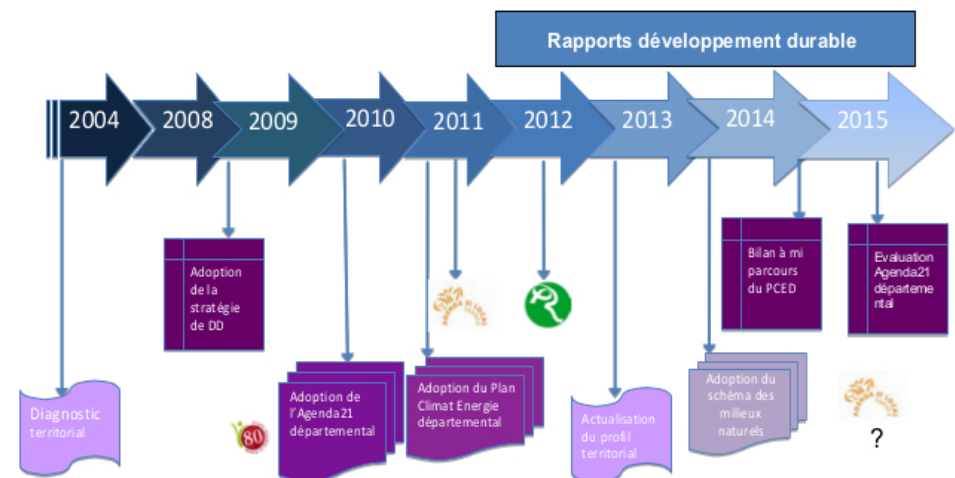 Rapports développement durable
2004
2008
2009
2010
2011
2012
2013
2014
2015
Adoption
de la
stratégie
de DD
Bilan à mi
parcours
du PCED
Evaluation
Agenda21
départeme
ntal
Diagnostic
territorial
80
Adoption de
l'Agenda21
départemental
Adoption du Plan
Climat Energie
départemental
Actualisation
du profil
territorial
Adoption du
schéma des
milieux
naturels
?